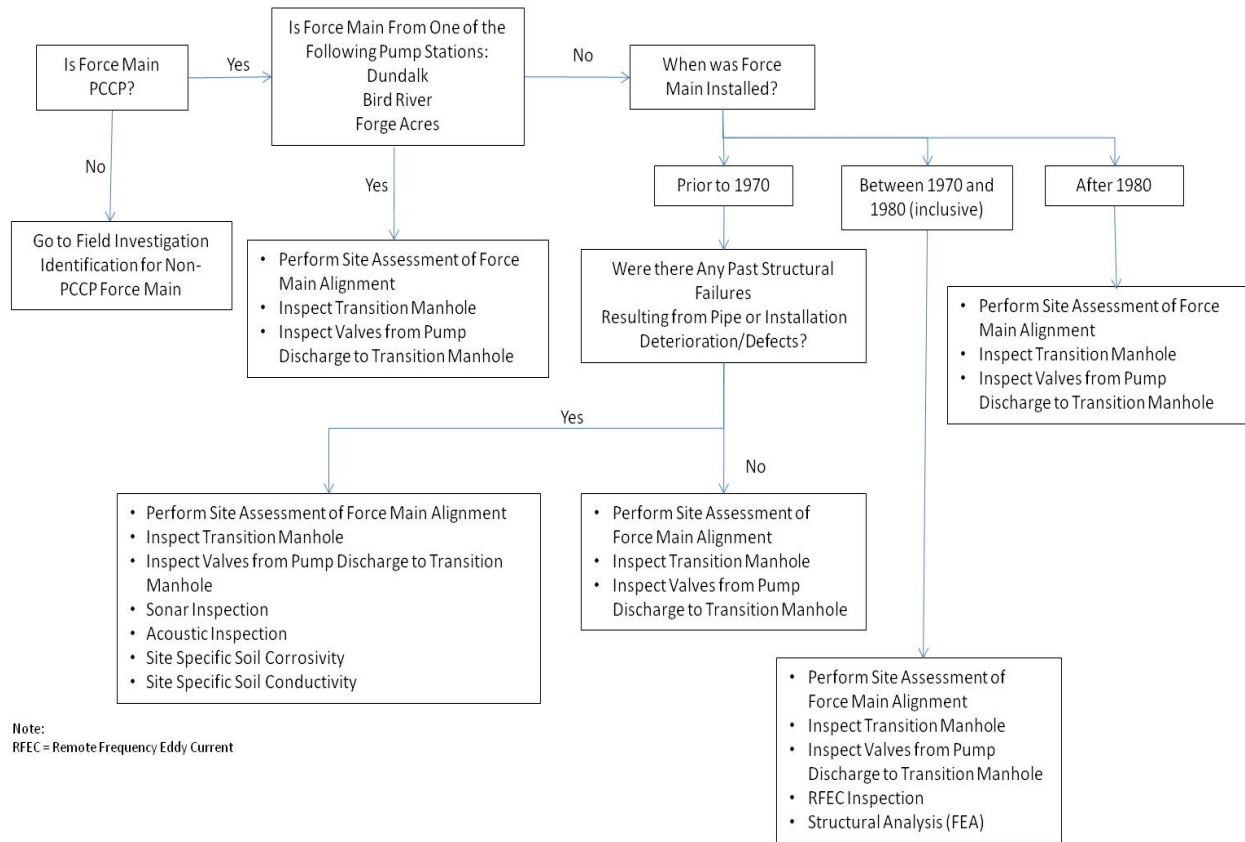 Is Force Main
PCCP?
Yes
Is Force Main From One of the
Following Pump Stations:
Dundalk
Bird River
Forge Acres
No
When was Force
Main Installed?
No
Yes
Prior to 1970
Between 1970 and
1980 (inclusive)
After 1980
Go to Field Investigation
Identification for Non-
PCCP Force Main
• Perform Site Assessment of Force
Main Alignment
• Inspect Transition Manhole
• Inspect Valves from Pump
Discharge to Transition Manhole
Were there Any Past Structural
Failures
Resulting from Pipe or Installation
Deterioration/Defects?
• Perform Site Assessment of Force
Main Alignment
• Inspect Transition Manhole
• Inspect Valves from Pump
Discharge to Transition Manhole
Yes
No
• Perform Site Assessment of Force Main Alignment
• Inspect Transition Manhole
• Inspect Valves from Pump Discharge to Transition
Manhole
• Sonar Inspection
• Acoustic Inspection
• Site Specific Soil Corrosivity
• Site Specific Soil Conductivity
• Perform Site Assessment of
Force Main Alignment
• Inspect Transition Manhole
• Inspect Valves from Pump
Discharge to Transition Manhole
• Perform Site Assessment of
Force Main Alignment
• Inspect Transition Manhole
• Inspect Valves from Pump
Discharge to Transition Manhole
• RFEC Inspection
• Structural Analysis (FEA)
Note:
RFEC = Remote Frequency Eddy Current